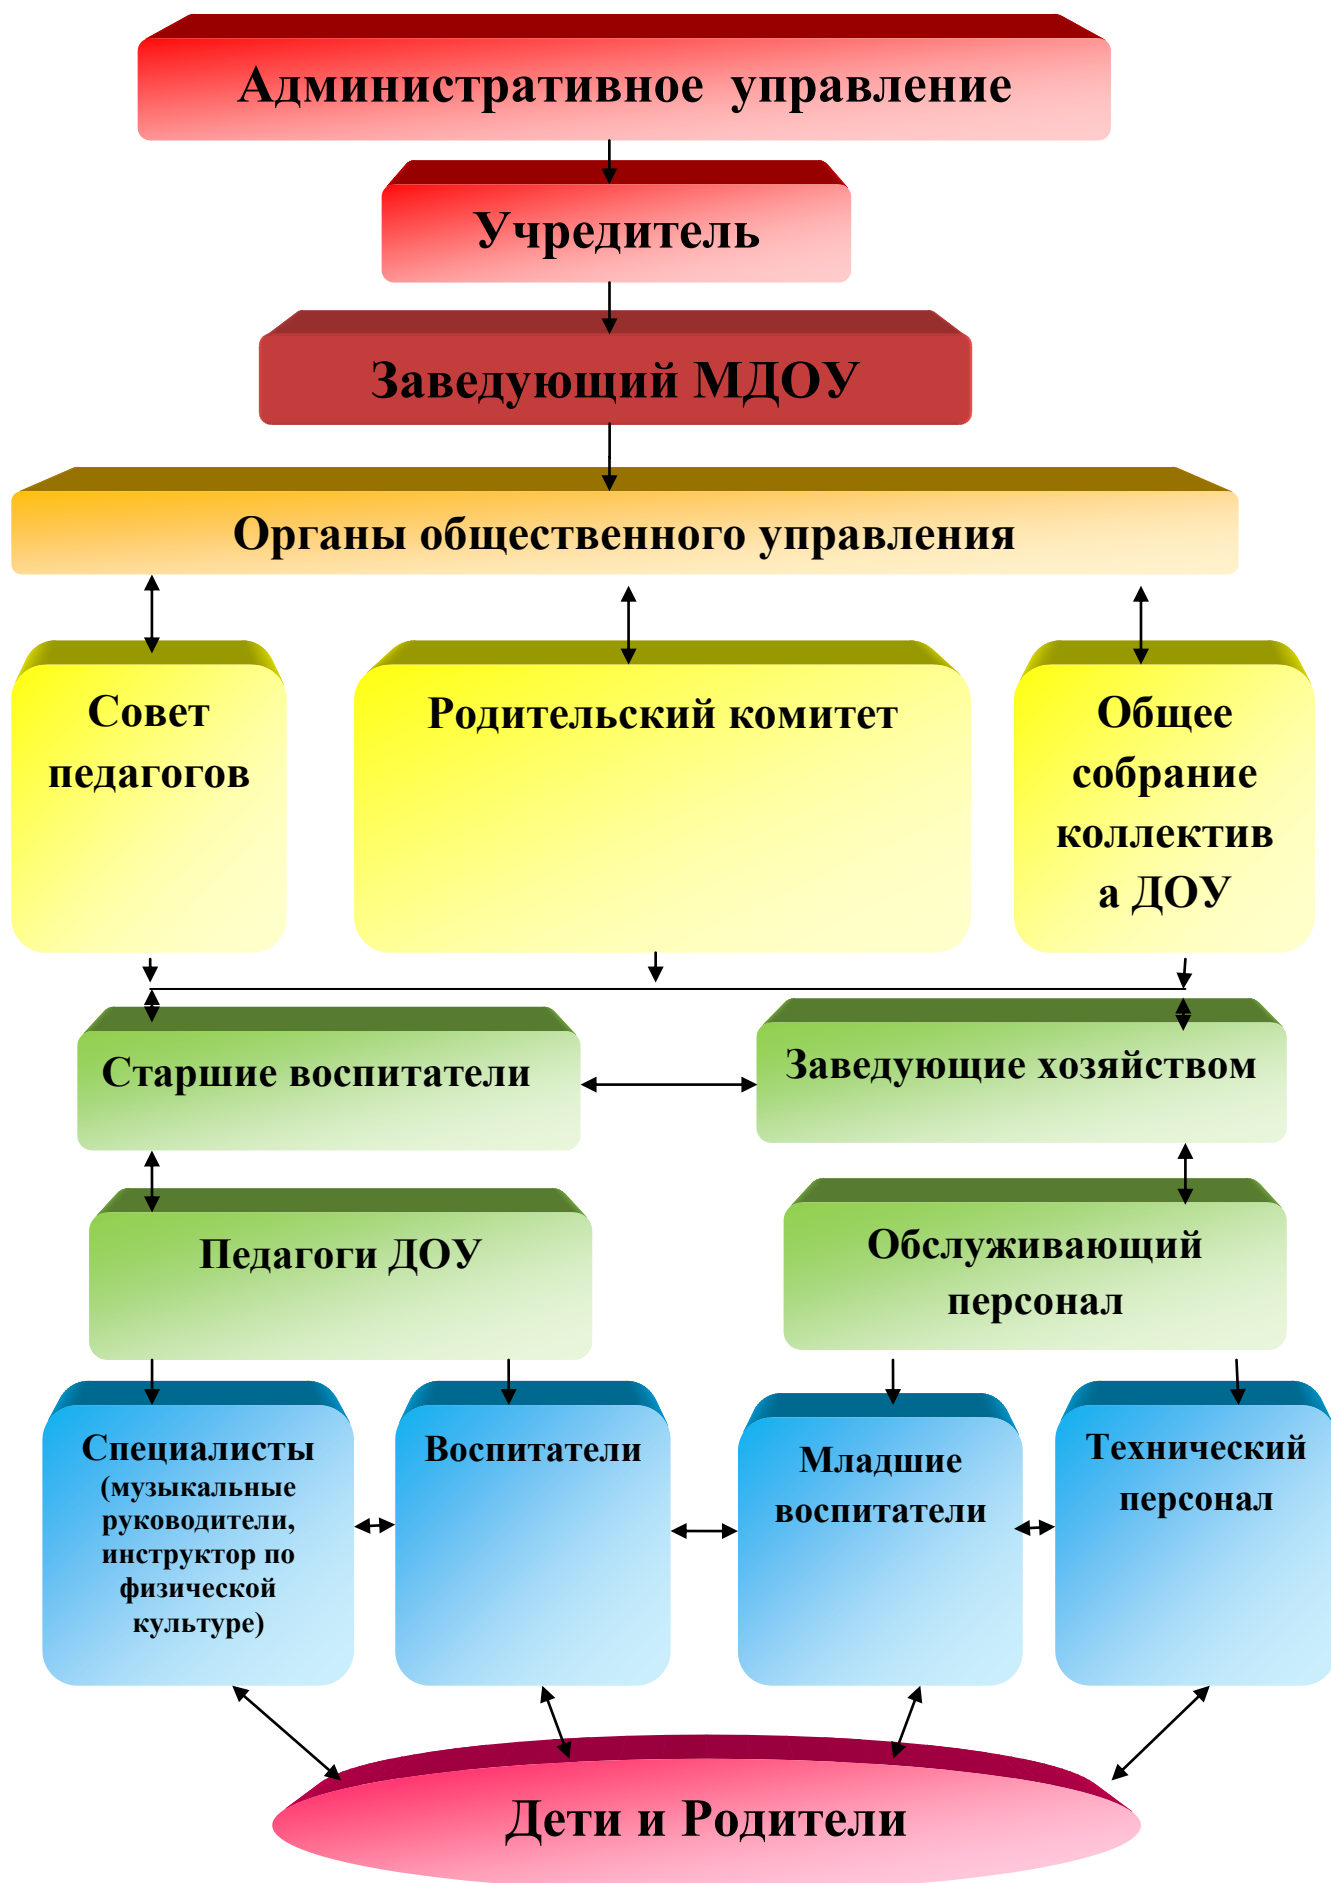 Административное управление
Учредитель
Заведующий МДОУ
Органы общественного управления
Совет
педагогов
Родительский комитет
Общее
собрание
коллектив
а ДОУ
Старшие воспитатели
Заведующие хозяйством
Педагоги ДОУ
Обслуживающий
персонал
Специалисты
(музыкальные
руководители,
инструктор по
физической
культуре)
Воспитатели
Младшие
воспитатели
Технический
персонал
Дети и Родители